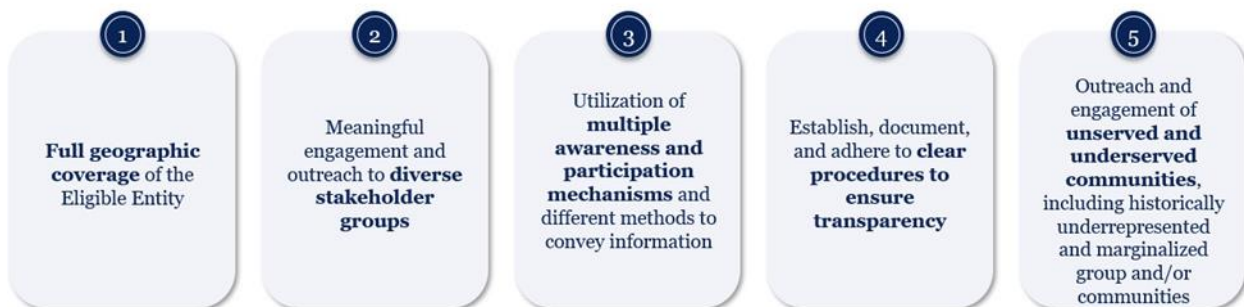 1
Full geographic
coverage of the
Eligible Entity
2
Meaningful
engagement and
outreach to diverse
stakeholder
groups
3
Utilization of
multiple
awareness and
participation
mechanisms and
different methods to
convey information
4
Establish, document,
and adhere to clear
procedures to
ensure
transparency
5
Outreach and
engagement of
unserved and
underserved
communities,
including historically
underrepresented
and marginalized
group and/or
communities